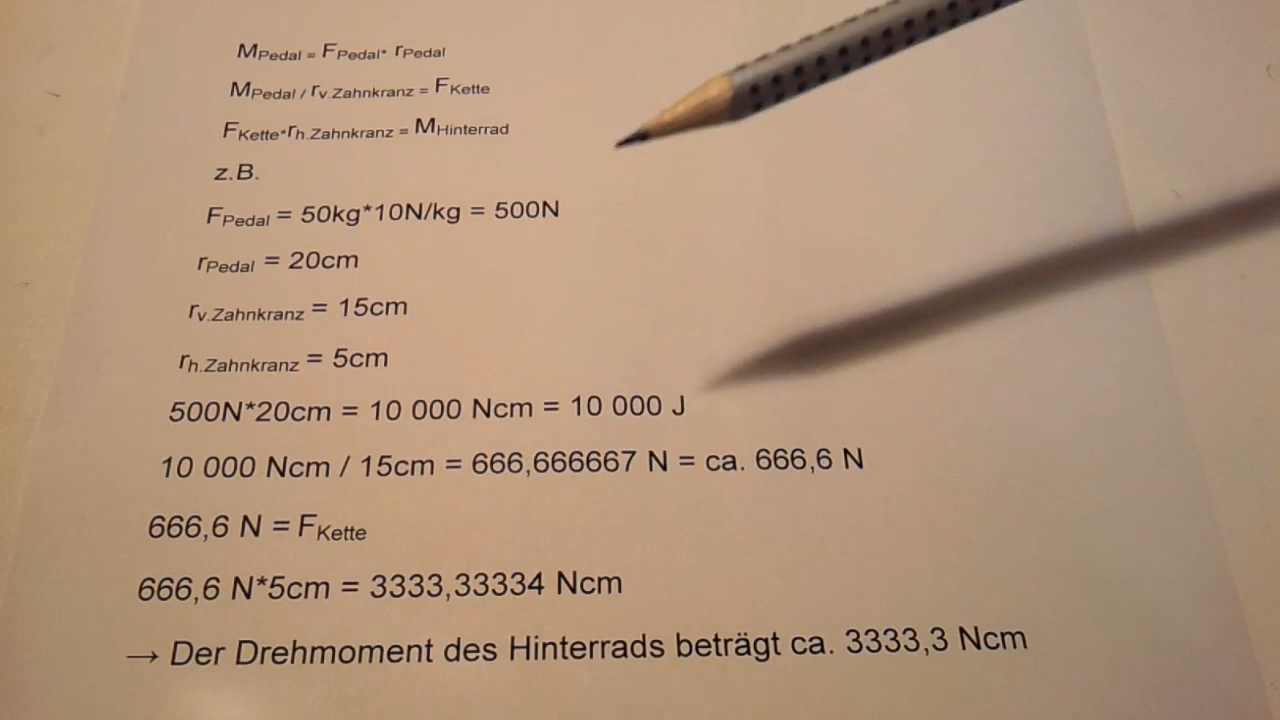 MPedal = FPedal* rPedal
MPedal / rv.Zahnkranz = FKette
FKette*rh.Zahnkranz = MHinterrad
z.B.
FPedal = 50kg*10N/kg = 500N
rPedal = 20cm
rv.Zahnkranz = 15cm
rh.Zahnkranz = 5cm
500N*20cm = 10 000 Ncm = 10 000 J
10 000 Ncm / 15cm = 666,666667 N = ca. 666,6 N
666,6 N = FKette
666,6 N*5cm = 3333,33334 Ncm
→ Der Drehmoment des Hinterrads beträgt ca. 3333,3 Ncm